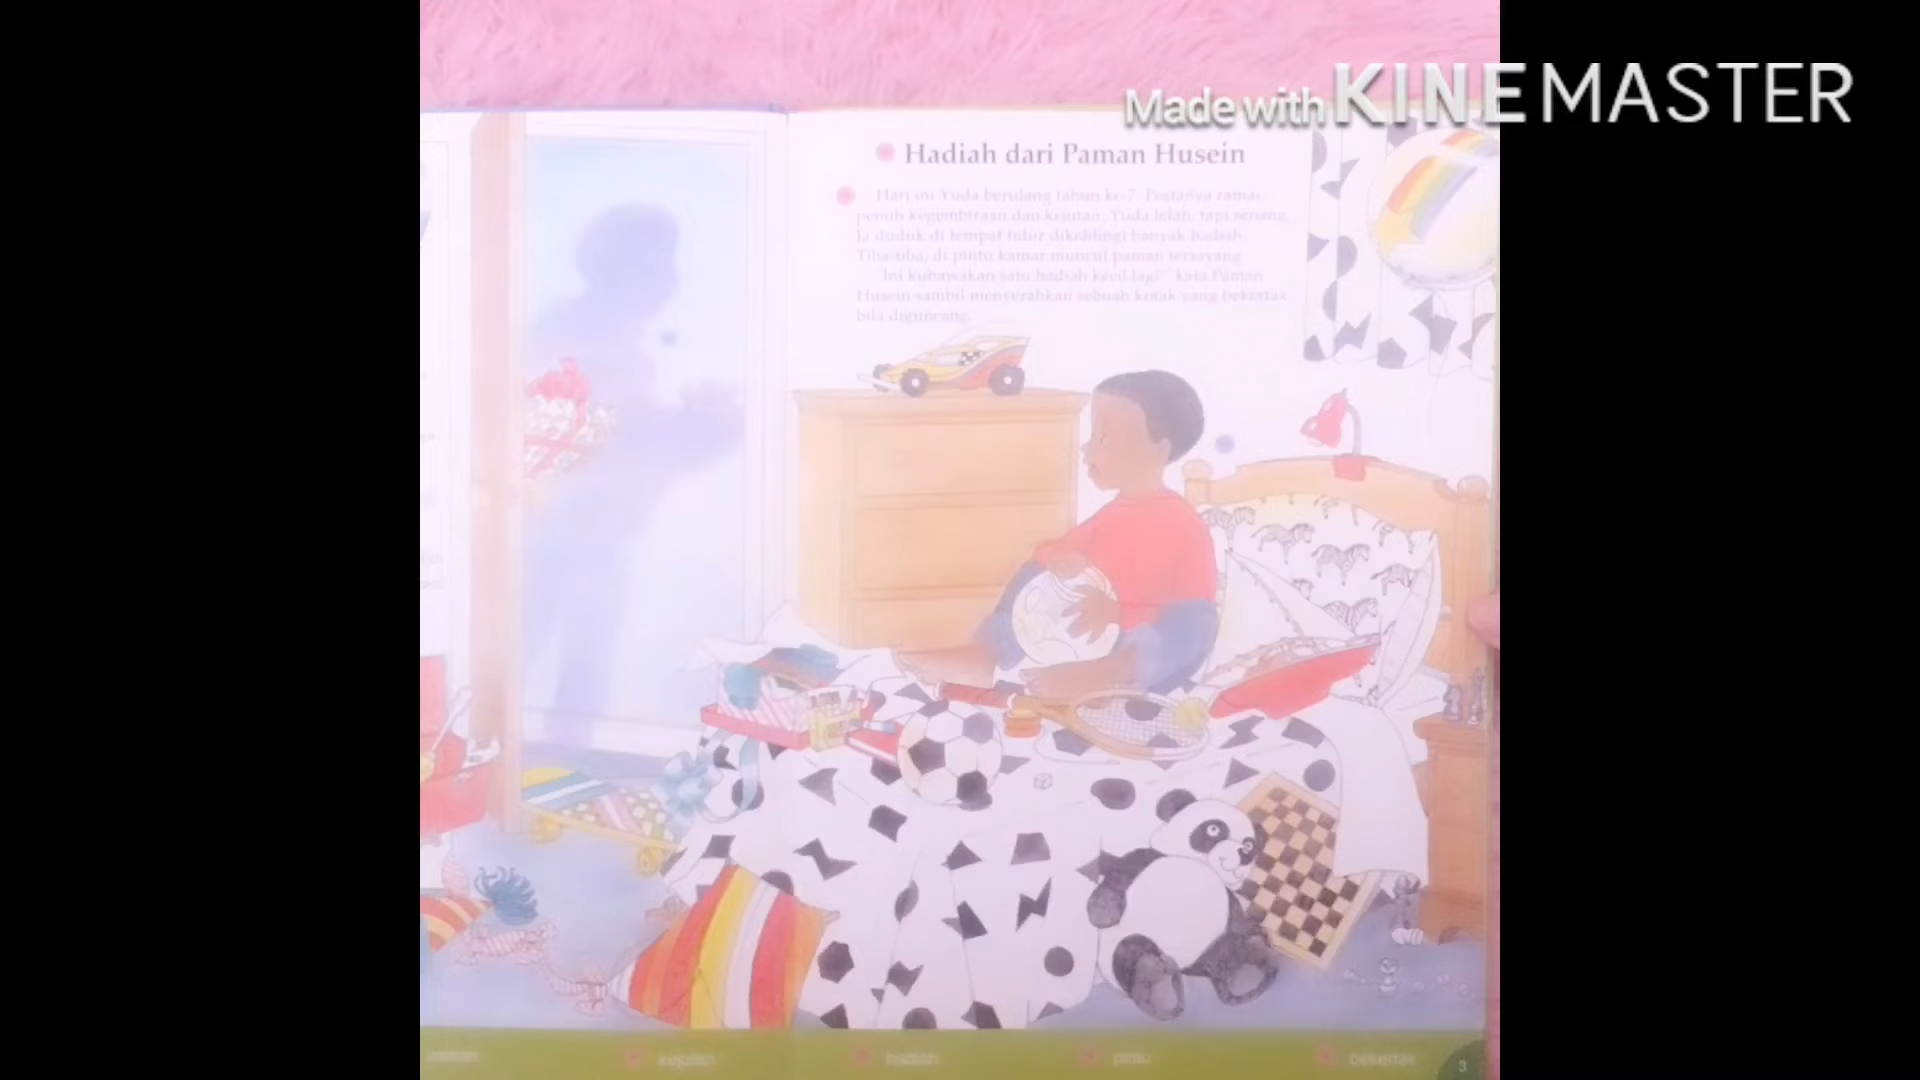 Made with KINEMASTER
Hadiah dari Paman Husein
Hari ini Yuda berulang tahun ke-7. Pestanya ramai,
penuh kegembiraan dan kejutan. Yuda lelah, tapi senang.
Ia duduk di tempat tidur dikelilingi banyak hadiah.
Tiba-tiba, di pintu kamar muncul paman tersayang.
"Ini kubawakan satu hadiah kecil lagi!" kata Paman
Husein sambil menyerahkan sebuah kotak yang bekertak
bila diguncang.
kejutan
hadiah
pintu
bekertak
3